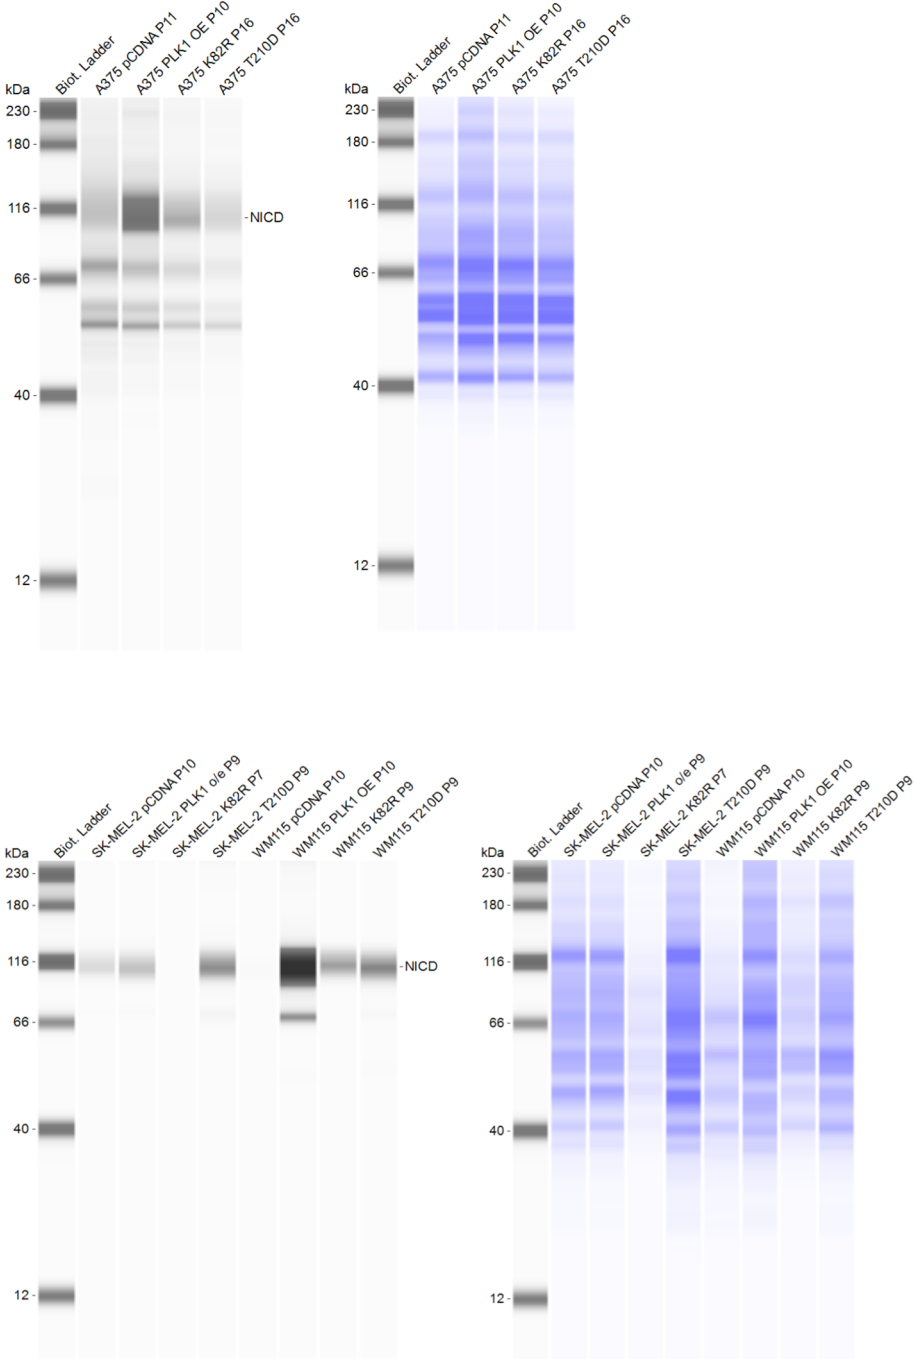 kDa
Biot. Ladder
A375 pCDNA P11
A375 PLK1 OE P10
A375 K82R P16
A375 T210D P16
230
180
116
66
40
12
NICD
kDa
Biot. Ladder
A375 pCDNA P11
A375 PLK1 OE P10
A375 K82R P16
A375 T210D P16
230
180
116
66
40
12
kDa
Biot. Ladder
SK-MEL-2 pCDNA P10
SK-MEL-2 PLK1 o/e P9
SK-MEL-2 K82R P7
SK-MEL-2 T210D P9
WM115 pCDNA P10
WM115 PLK1 OE P10
WM115 K82R P9
WM115 T210D P9
230
180
116
66
40
12
NICD
kDa
Biot. Ladder
SK-MEL-2 pCDNA P10
SK-MEL-2 PLK1 o/e P9
SK-MEL-2 K82R P7
SK-MEL-2 T210D P9
WM115 pCDNA P10
WM115 PLK1 OE P10
WM115 K82R P9
WM115 T210D P9
230
180
116
66
40
12